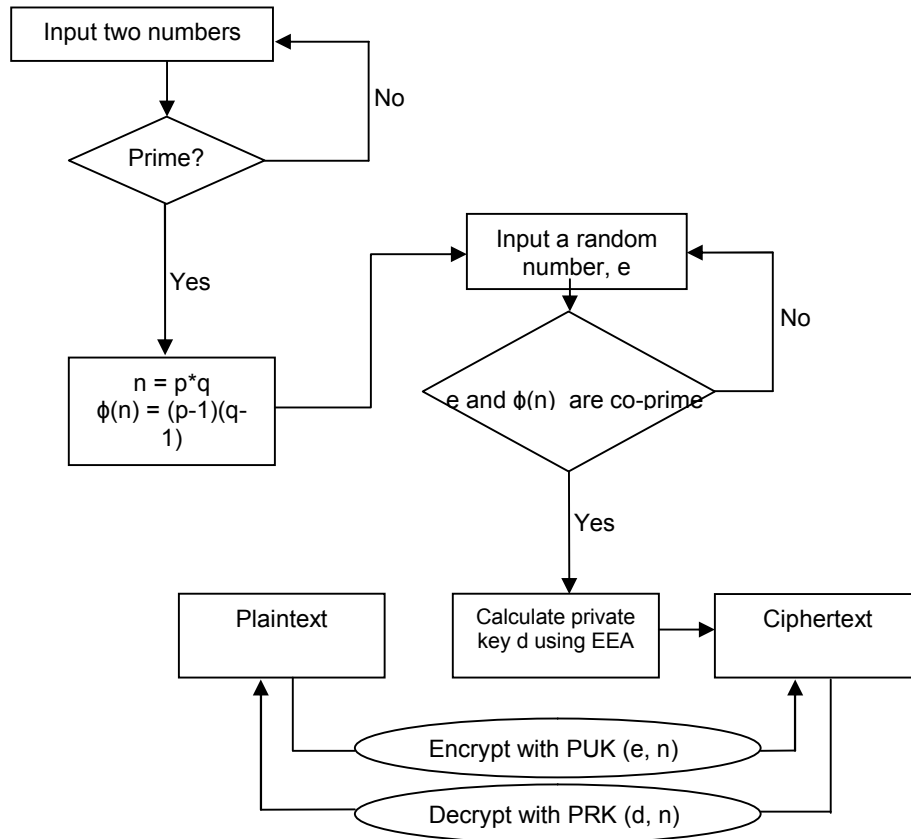 Input two numbers
No
Prime?
Yes
Input a random
number, e
No
n = p*q
ϕ(n) = (p-1)(q-
1)
e and ϕ(n) are co-prime
Yes
Plaintext
Calculate private
key d using EEA
Ciphertext
Encrypt with PUK (e, n)
Decrypt with PRK (d, n)